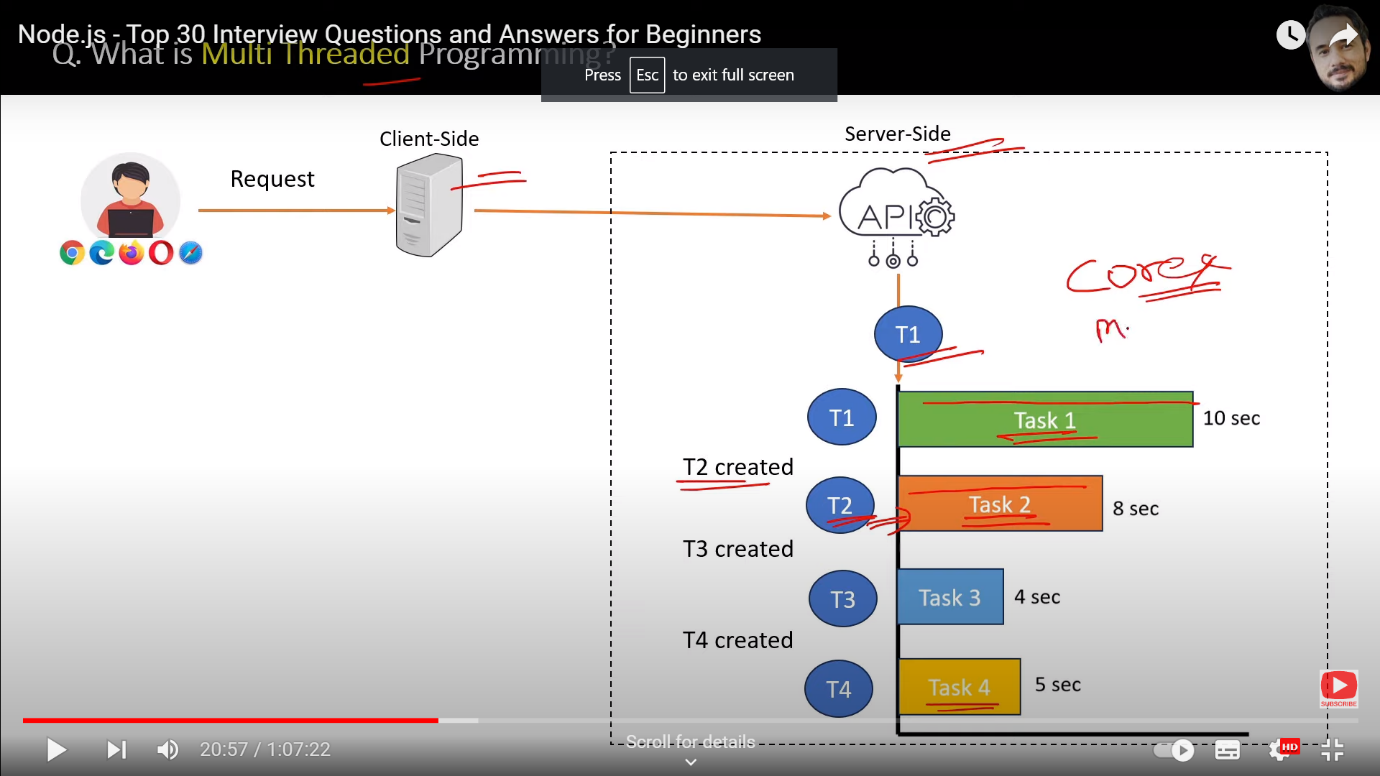 Node.js - Top 30 Interview Questions and Answers for Beginners
Q. What is Multi Threaded Programming?
Press Esc to exit full screen
Client-Side
Server-Side
Request
API
T1
T1
Task 1
10 sec
T2 created
T2
Task 2
8 sec
T3 created
T3
Task 3
4 sec
T4 created
T4
Task 4
5 sec
SUBSCRIBE
20:57 / 1:07:22
Scroll for details
HD